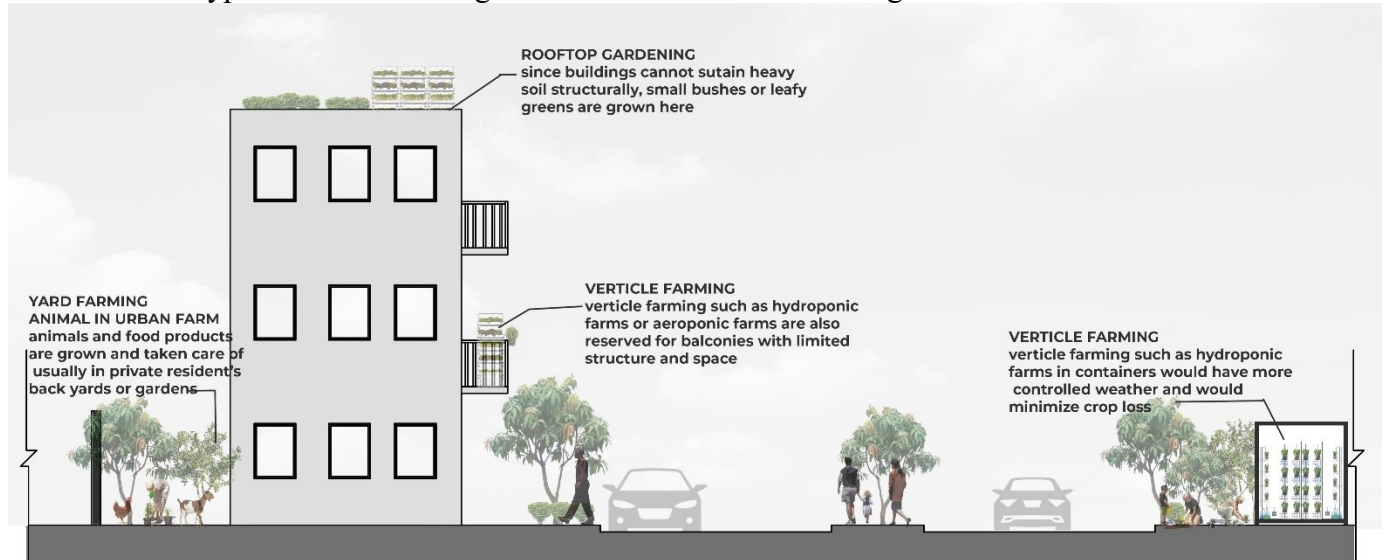 ROOFTOP GARDENING
since buildings cannot sutain heavy
soil structurally, small bushes or leafy
greens are grown here
YARD FARMING
ANIMAL IN URBAN FARM
animals and food products
are grown and taken care of
usually in private resident's
back yards or gardens
VERTICLE FARMING
verticle farming such as hydroponic
farms or aeroponic farms are also
reserved for balconies with limited
structure and space
VERTICLE FARMING
verticle farming such as hydroponic
farms in containers would have more
controlled weather and would
minimize crop loss